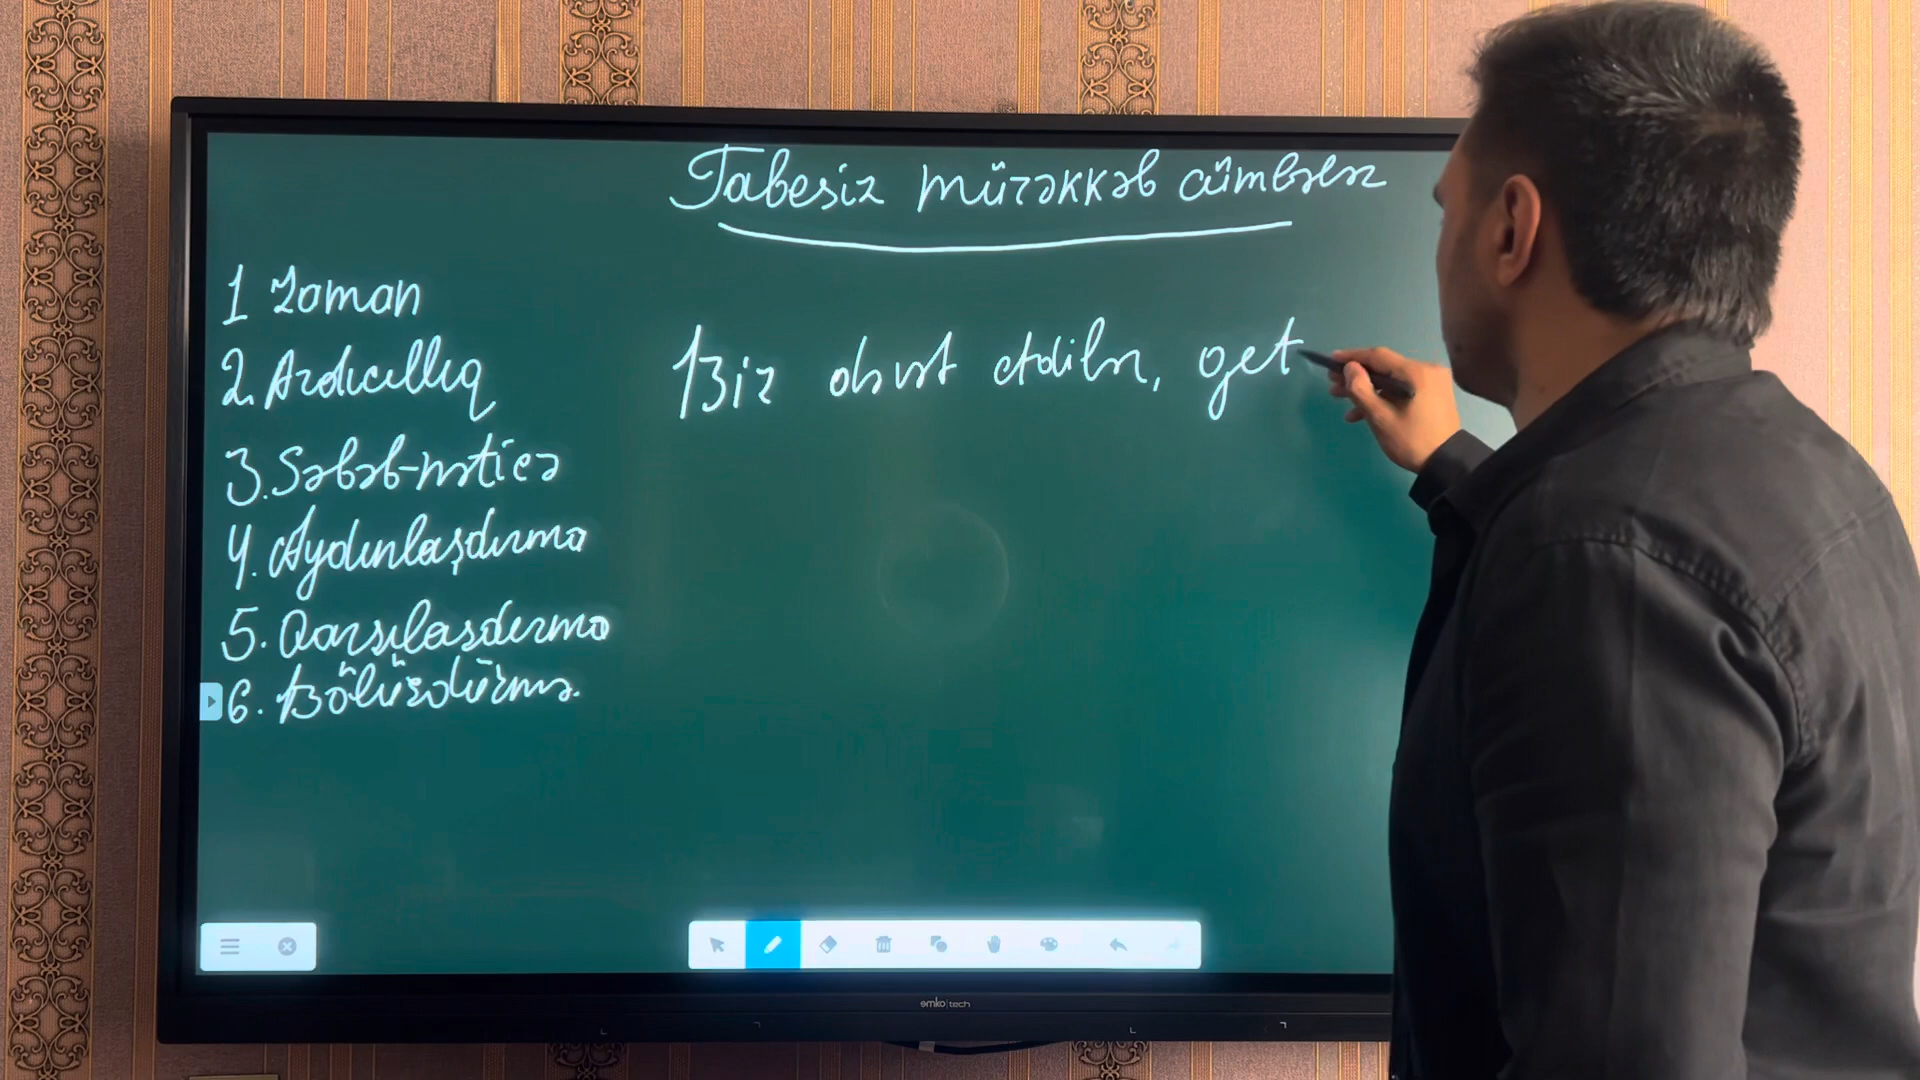 Tabesiz mürəkkəb cümlələr
1 Zaman
2. Ardıcıllıq
3. Səbəb-nəticə
4. Aydınlaşdırma
5. Qarşılaşdırma
6. Bölüşdürmə.
Biz dəvət etdilər, get
emko|tech